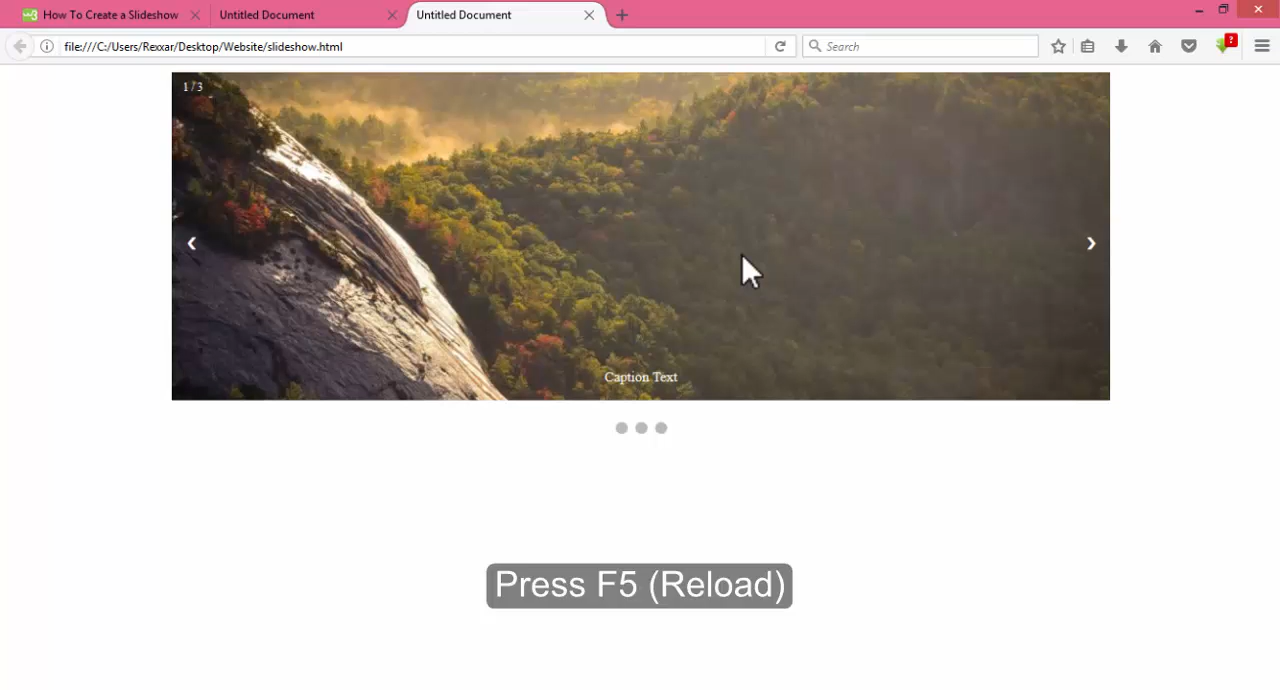 How To Create a Slideshow
Untitled Document
Untitled Document
file:///C:/Users/Rexxar/Desktop/Website/slideshow.html
Search
?
1 / 3
❮
❯
Caption Text
Press F5 (Reload)